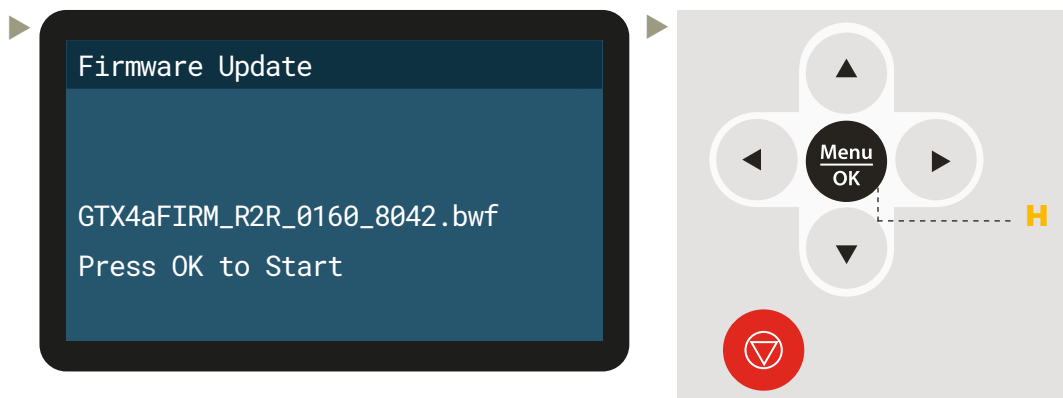 Firmware Update
GTX4aFIRM_R2R_0160_8042.bwf
Press OK to Start
Menu
OK
H